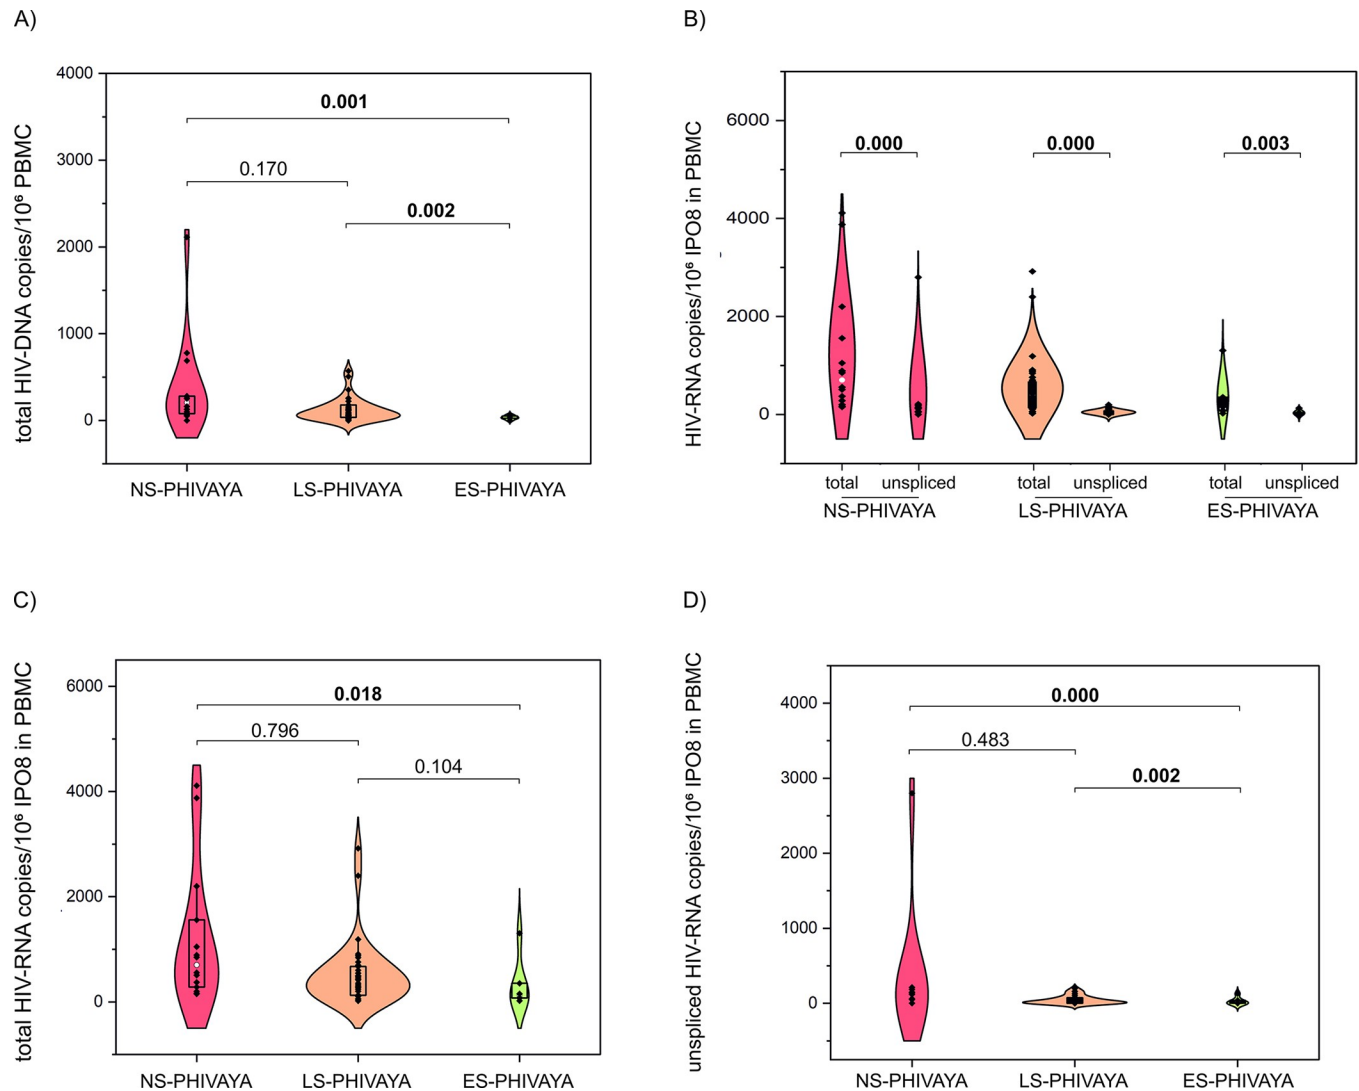 A)
total HIV-DNA copies/10⁶ PBMC
4000
3000
2000
1000
0
0.001
0.170
0.002
NS-PHIVAYA LS-PHIVAYA ES-PHIVAYA
B)
HIV-RNA copies/10⁶ IPO8 in PBMC
6000
4000
2000
0
0.000 0.000 0.003
total unspliced total unspliced total unspliced
NS-PHIVAYA LS-PHIVAYA ES-PHIVAYA
C)
total HIV-RNA copies/10⁶ IPO8 in PBMC
6000
4000
2000
0
0.018
0.796
0.104
NS-PHIVAYA LS-PHIVAYA ES-PHIVAYA
D)
unspliced HIV-RNA copies/10⁶ IPO8 in PBMC
4000
3000
2000
1000
0
0.000
0.483
0.002
NS-PHIVAYA LS-PHIVAYA ES-PHIVAYA